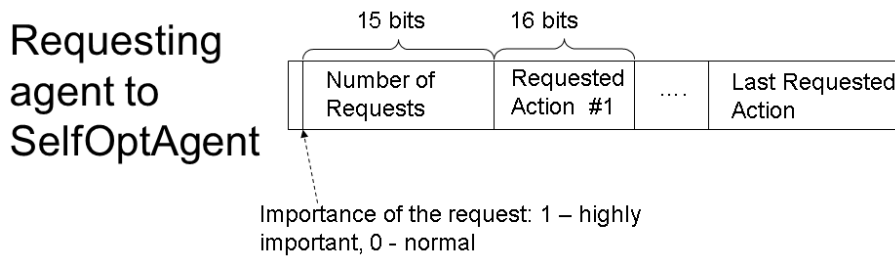 Requesting
agent to
SelfOptAgent
15 bits
16 bits
Number of
Requests
Requested
Action #1
....
Last Requested
Action
Importance of the request: 1 – highly
important, 0 - normal